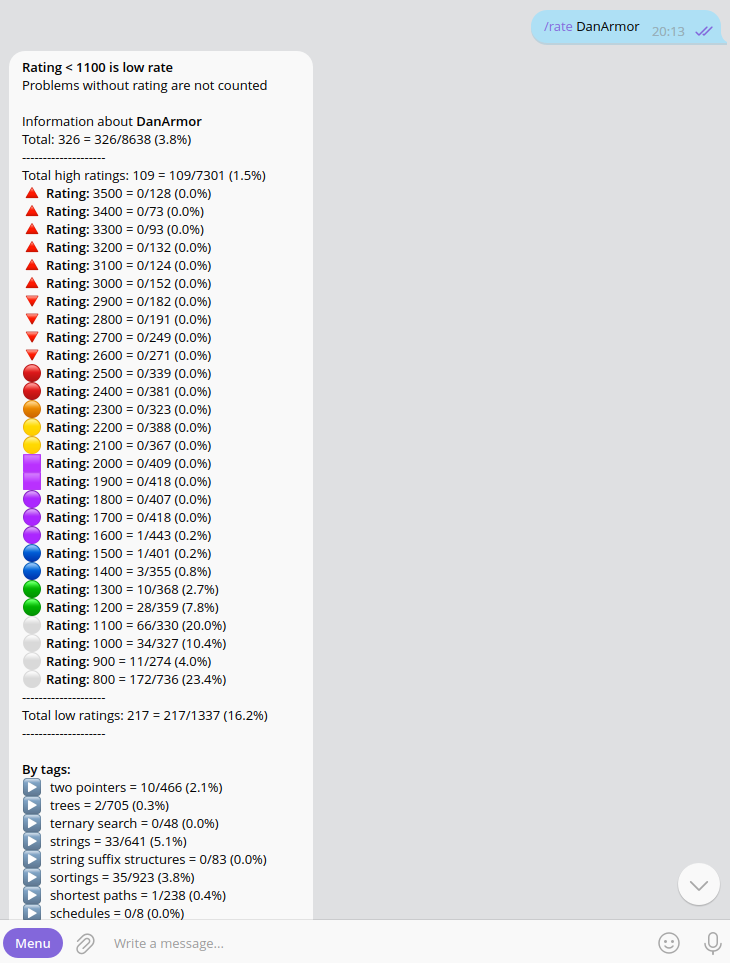 /rate DanArmor
20:13
Rating < 1100 is low rate
Problems without rating are not counted
Information about DanArmor
Total: 326 = 326/8638 (3.8%)
--------------------
Total high ratings: 109 = 109/7301 (1.5%)
Rating: 3500 = 0/128 (0.0%)
Rating: 3400 = 0/73 (0.0%)
Rating: 3300 = 0/93 (0.0%)
Rating: 3200 = 0/132 (0.0%)
Rating: 3100 = 0/124 (0.0%)
Rating: 3000 = 0/152 (0.0%)
Rating: 2900 = 0/182 (0.0%)
Rating: 2800 = 0/191 (0.0%)
Rating: 2700 = 0/249 (0.0%)
Rating: 2600 = 0/271 (0.0%)
Rating: 2500 = 0/339 (0.0%)
Rating: 2400 = 0/381 (0.0%)
Rating: 2300 = 0/323 (0.0%)
Rating: 2200 = 0/388 (0.0%)
Rating: 2100 = 0/367 (0.0%)
Rating: 2000 = 0/409 (0.0%)
Rating: 1900 = 0/418 (0.0%)
Rating: 1800 = 0/407 (0.0%)
Rating: 1700 = 0/418 (0.0%)
Rating: 1600 = 1/443 (0.2%)
Rating: 1500 = 1/401 (0.2%)
Rating: 1400 = 3/355 (0.8%)
Rating: 1300 = 10/368 (2.7%)
Rating: 1200 = 28/359 (7.8%)
Rating: 1100 = 66/330 (20.0%)
Rating: 1000 = 34/327 (10.4%)
Rating: 900 = 11/274 (4.0%)
Rating: 800 = 172/736 (23.4%)
--------------------
Total low ratings: 217 = 217/1337 (16.2%)
--------------------
By tags:
two pointers = 10/466 (2.1%)
trees = 2/705 (0.3%)
ternary search = 0/48 (0.0%)
strings = 33/641 (5.1%)
string suffix structures = 0/83 (0.0%)
sortings = 35/923 (3.8%)
shortest paths = 1/238 (0.4%)
schedules = 0/8 (0.0%)
Menu
Write a message...